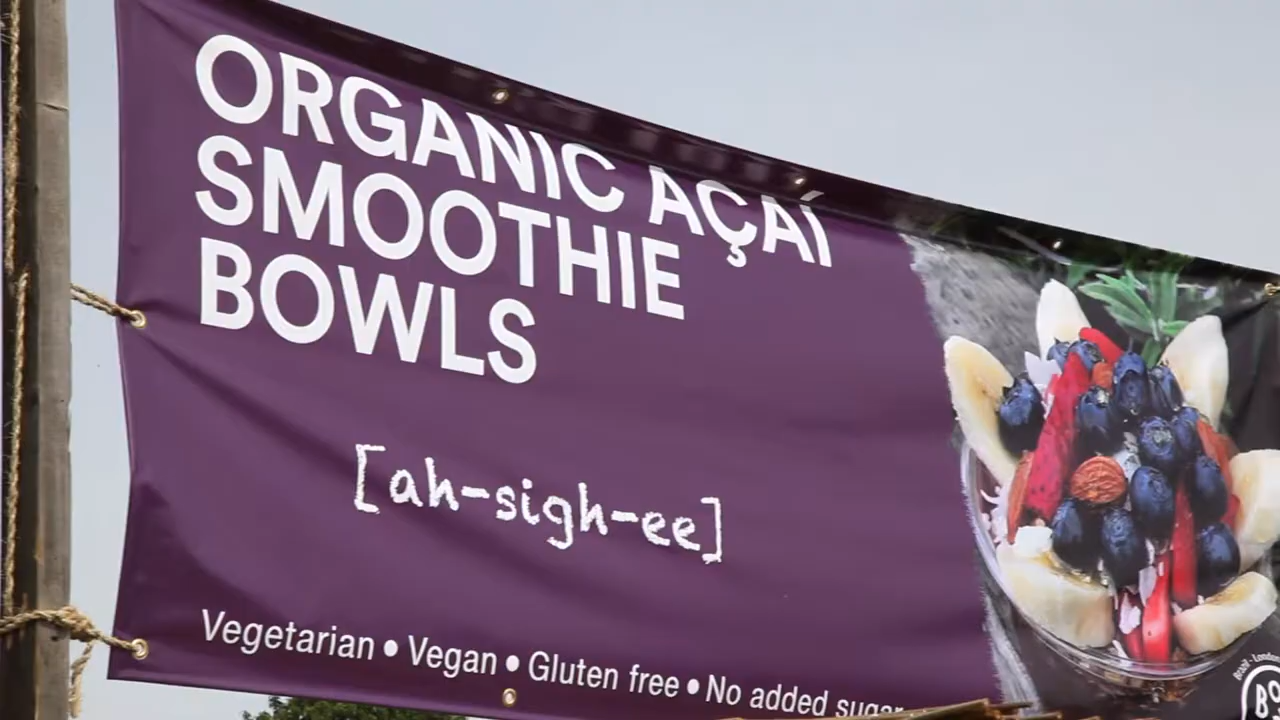 ORGANIC AÇAÍ
SMOOTHIE
BOWLS
[ah-sigh-ee]
Vegetarian • Vegan • Gluten free • No added sugar